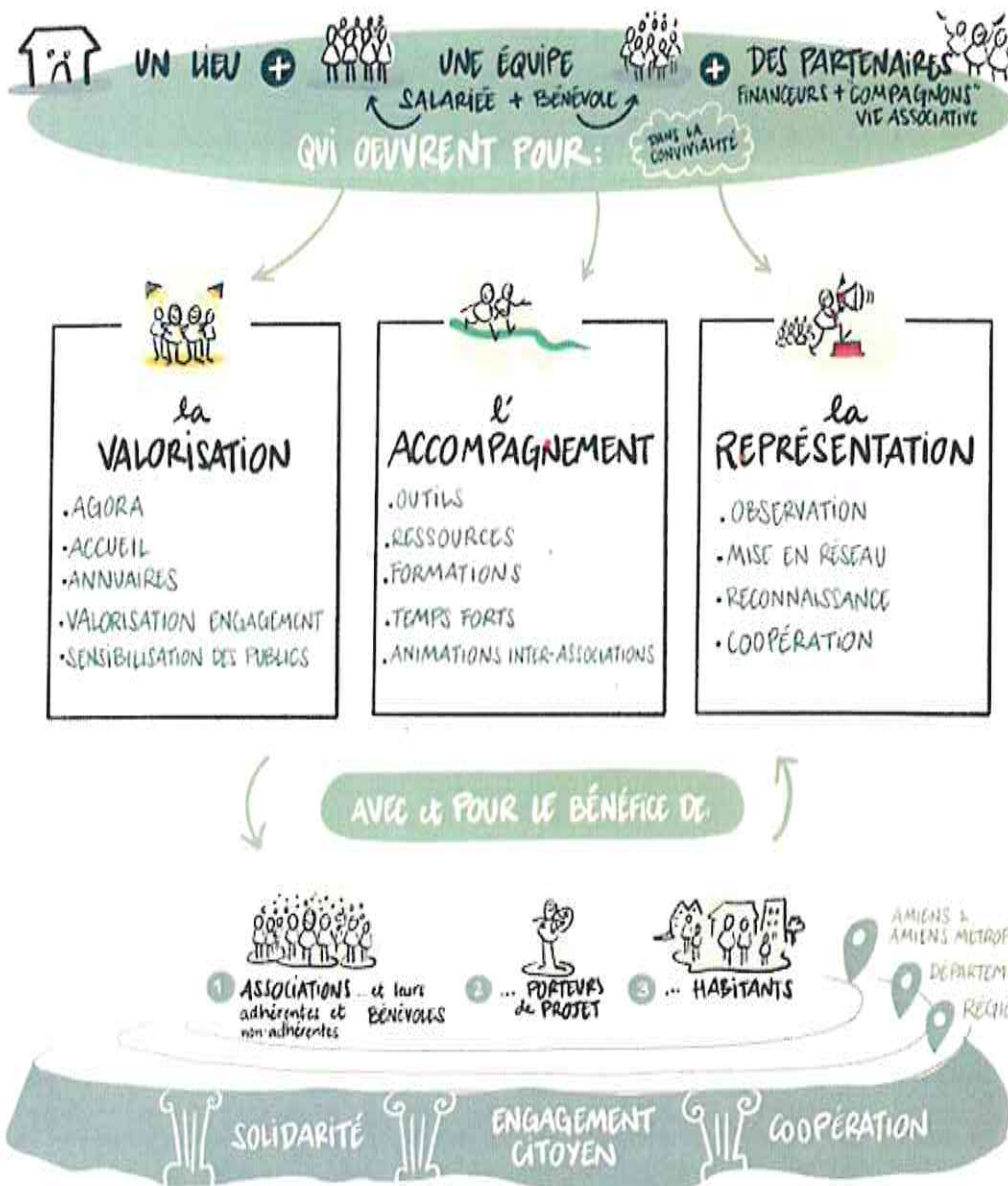 UN LIEU + UNE ÉQUIPE + DES PARTENAIRES
SALARIÉE + BÉNÉVOLE
FINANCEURS + COMPAGNONS"
VIE ASSOCIATIVE
QUI OEUVRENT POUR:
DANS LA
CONVIVIALITÉ
la
VALORISATION
.AGORA
.ACCUEIL
.ANNUAIRES
.VALORISATION ENGAGEMENT
.SENSIBILISATION DES PUBLICS
l'
ACCOMPAGNEMENT
.OUTILS
.RESSOURCES
.FORMATIONS
.TEMPS FORTS
.ANIMATIONS INTER-ASSOCIATIONS
la
REPRÉSENTATION
.OBSERVATION
.MISE EN RÉSEAU
.RECONNAISSANCE
.COOPÉRATION
AVEC et POUR LE BÉNÉFICE DE:
1 ASSOCIATIONS ... et leurs
adhérentes et BÉNÉVOLES
non-adhérentes
2 ... PORTEURS
de PROJET
3 ... HABITANTS
AMIENS &
AMIENS MÉTROP
DÉPARTEM
RÉGIO
SOLIDARITÉ
ENGAGEMENT
CITOYEN
COOPÉRATION